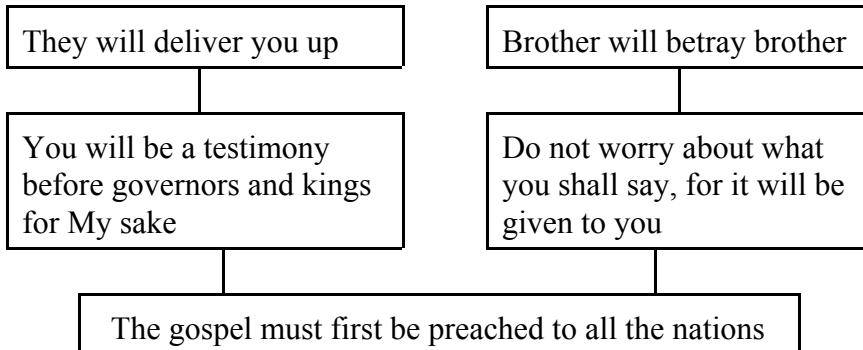 They will deliver you up
Brother will betray brother
You will be a testimony
before governors and kings
for My sake
Do not worry about what
you shall say, for it will be
given to you
The gospel must first be preached to all the nations